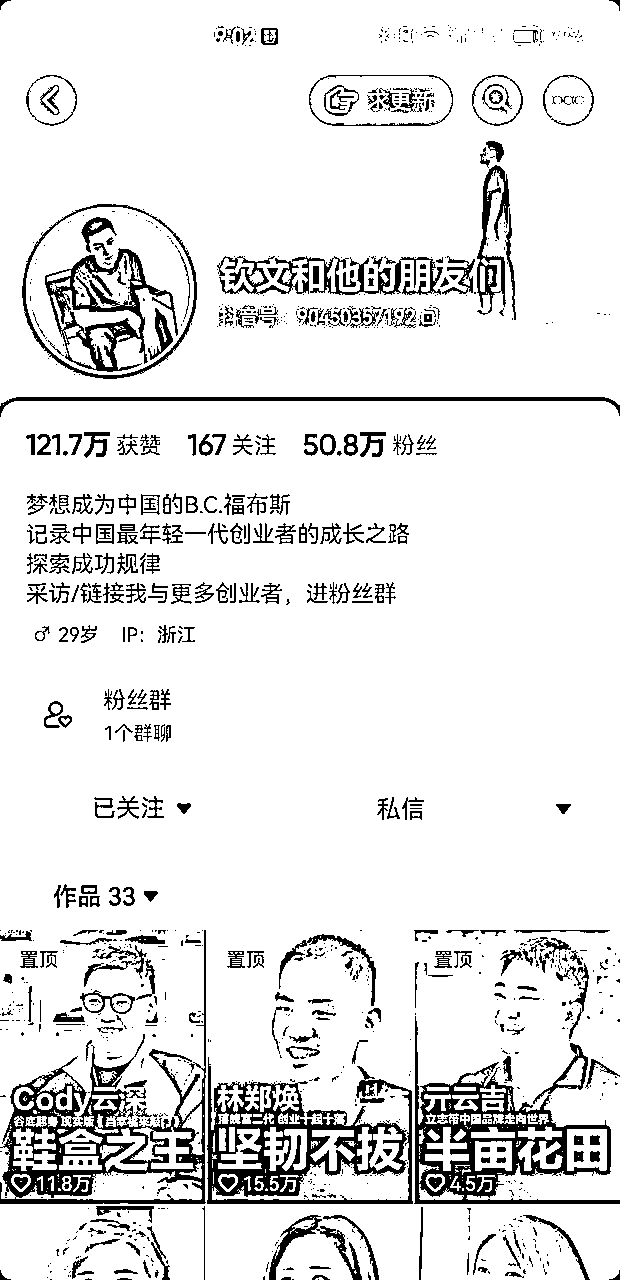 9:02
求更新
钦文和他的朋友们
抖音号：90450357192
121.7万 获赞 167 关注 50.8万 粉丝
梦想成为中国的B.C.福布斯
记录中国最年轻一代创业者的成长之路
探索成功规律
采访/链接我与更多创业者，进粉丝群
♂ 29岁 IP：浙江
粉丝群
1个群聊
已关注 私信
作品 33
置顶 置顶 置顶
Cody云深 林郑焕 亓云吉
立志带中国品牌走向世界
鞋盒之王 坚韧不拔 半亩花田
11.8万 15.5万 4.5万